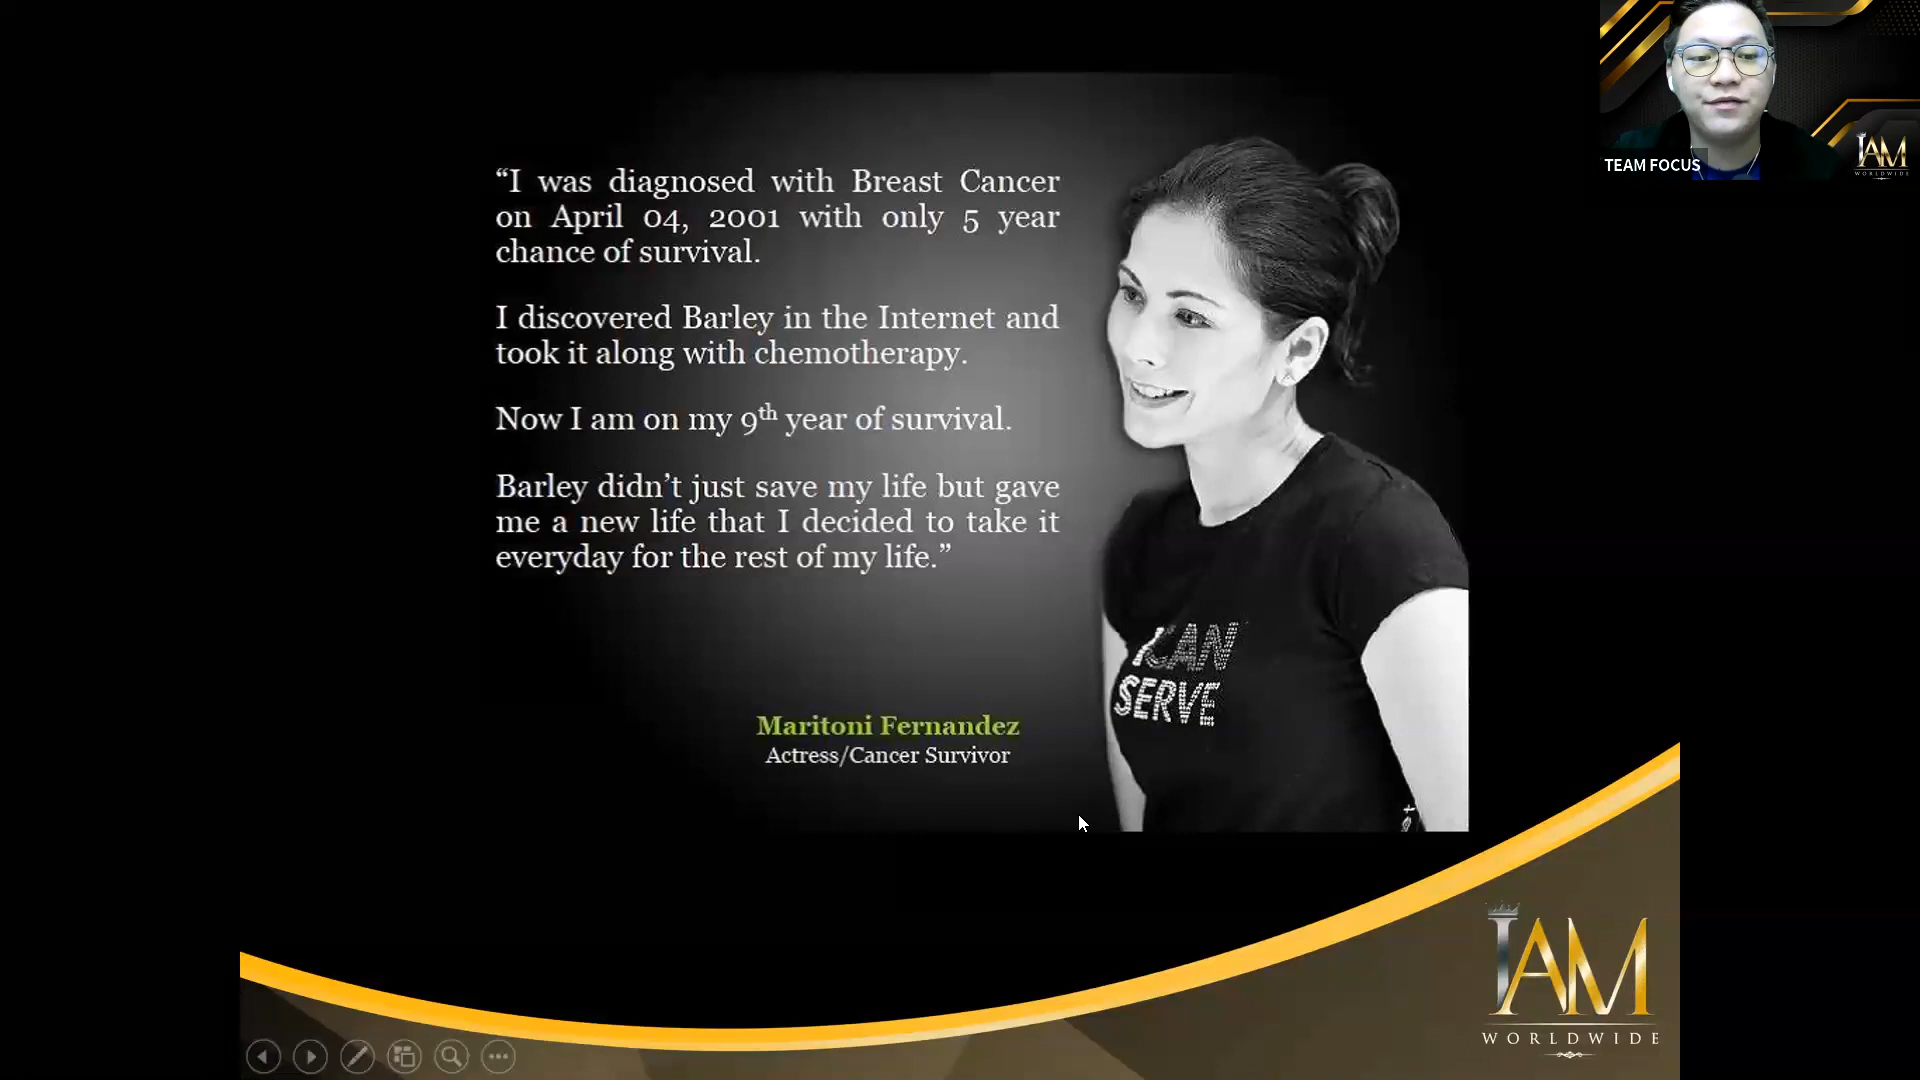 “I was diagnosed with Breast Cancer
on April 04, 2001 with only 5 year
chance of survival.
I discovered Barley in the Internet and
took it along with chemotherapy.
Now I am on my 9th year of survival.
Barley didn’t just save my life but gave
me a new life that I decided to take it
everyday for the rest of my life.”
Maritoni Fernandez
Actress/Cancer Survivor
I CAN
SERVE
TEAM FOCUS
IAM
WORLDWIDE
IAM
WORLDWIDE